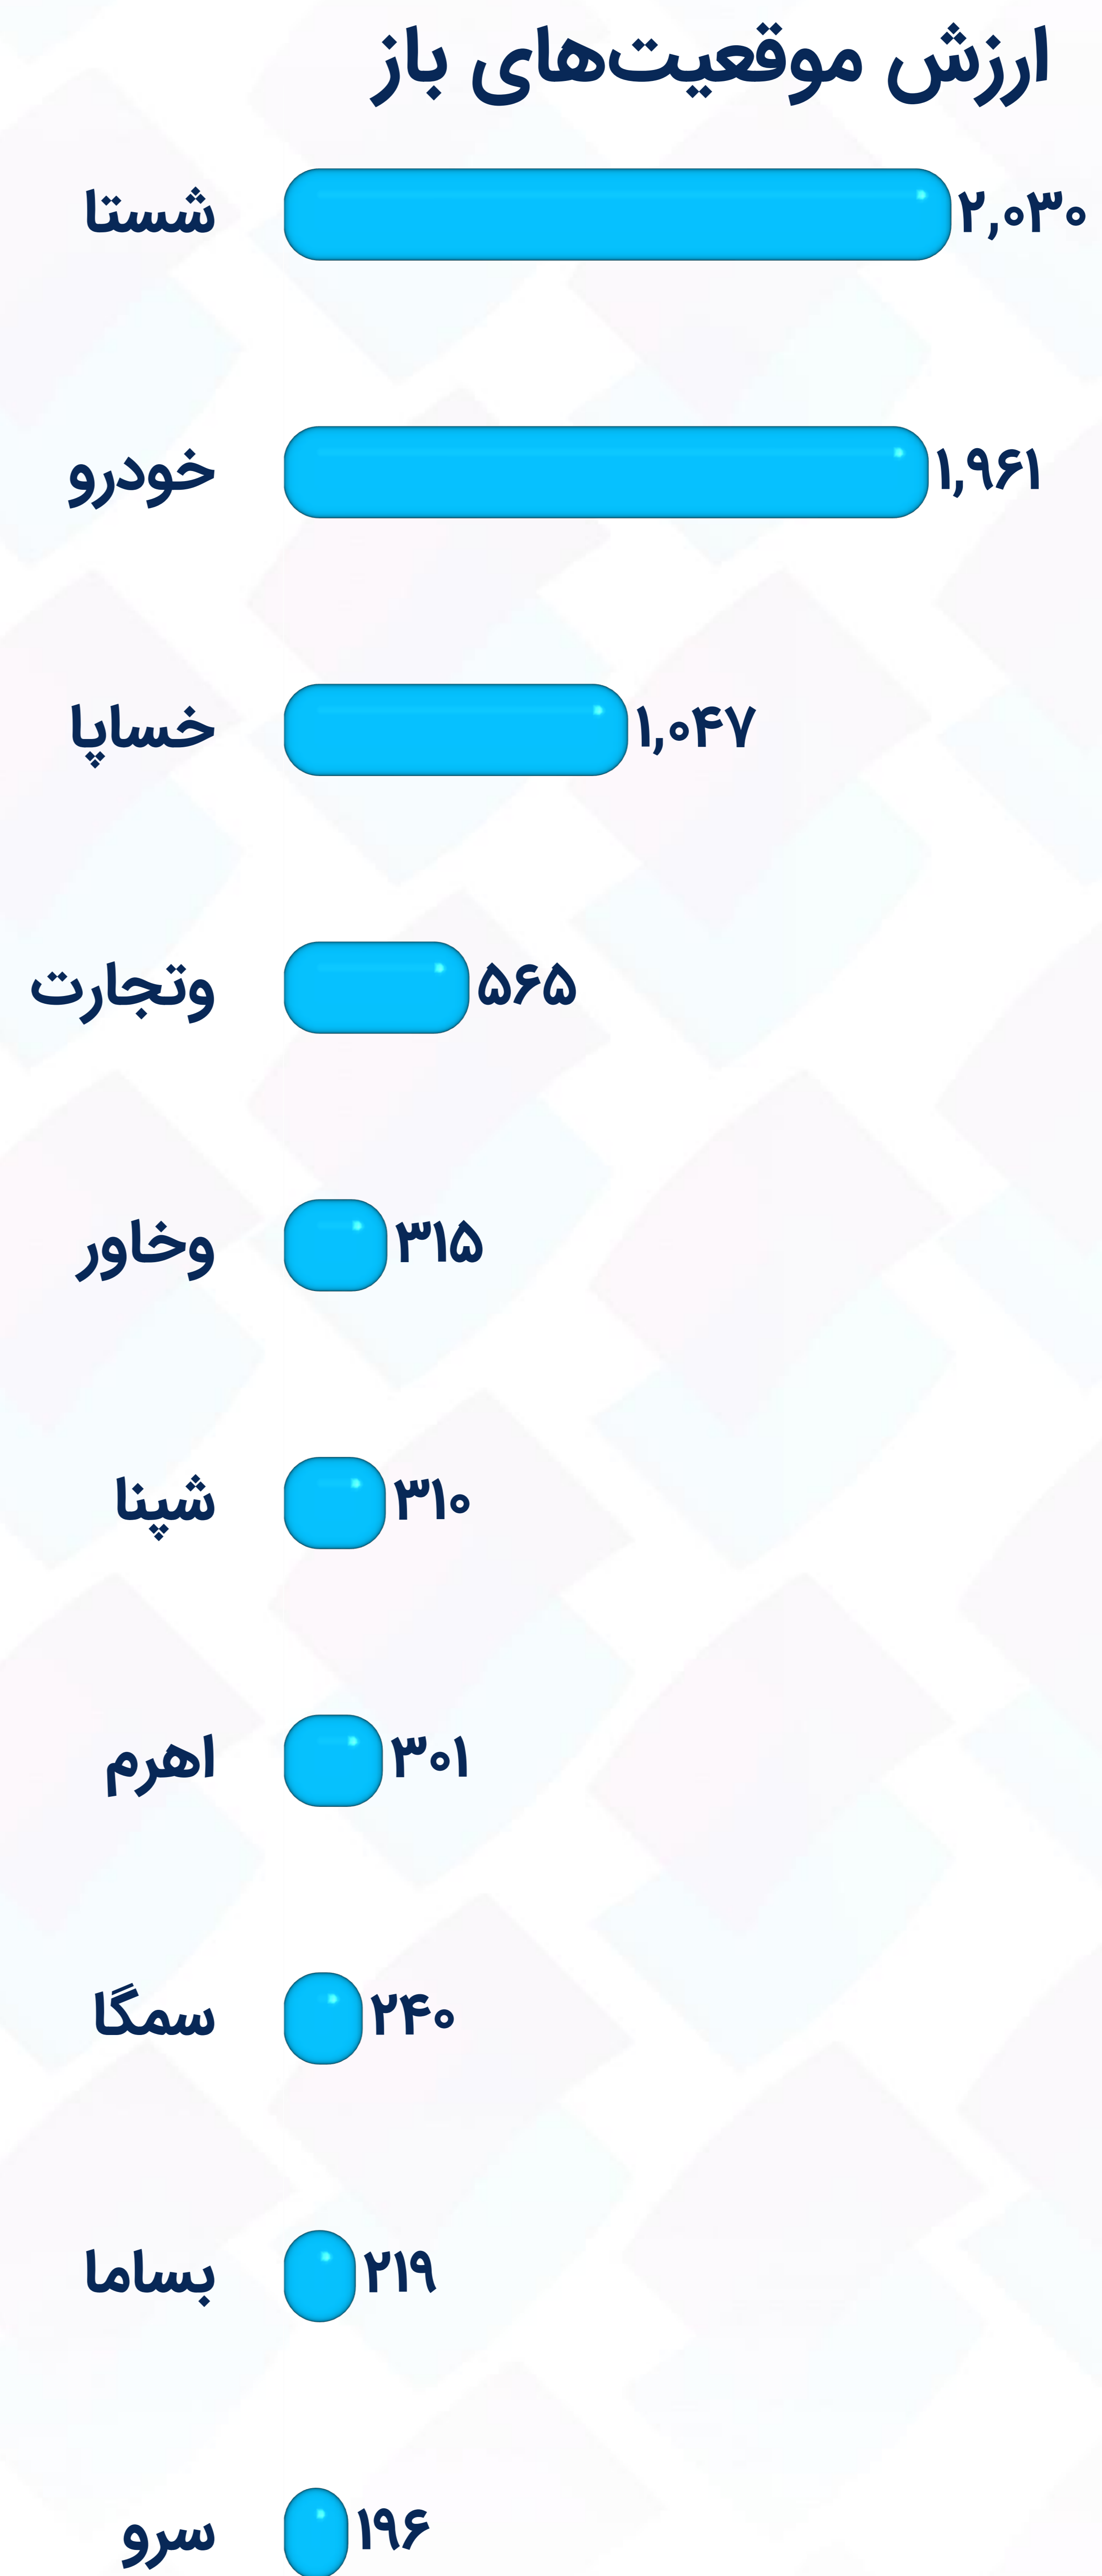 ارزش موقعیت‌های باز
شستا ۲,۰۳۰
خودرو ۱,۹۶۱
خساپا ۱,۰۴۷
وتجارت ۵۶۵
وخاور ۳۱۵
شپنا ۳۱۰
اهرم ۳۰۱
سمگا ۲۴۰
بساما ۲۱۹
سرو ۱۹۶